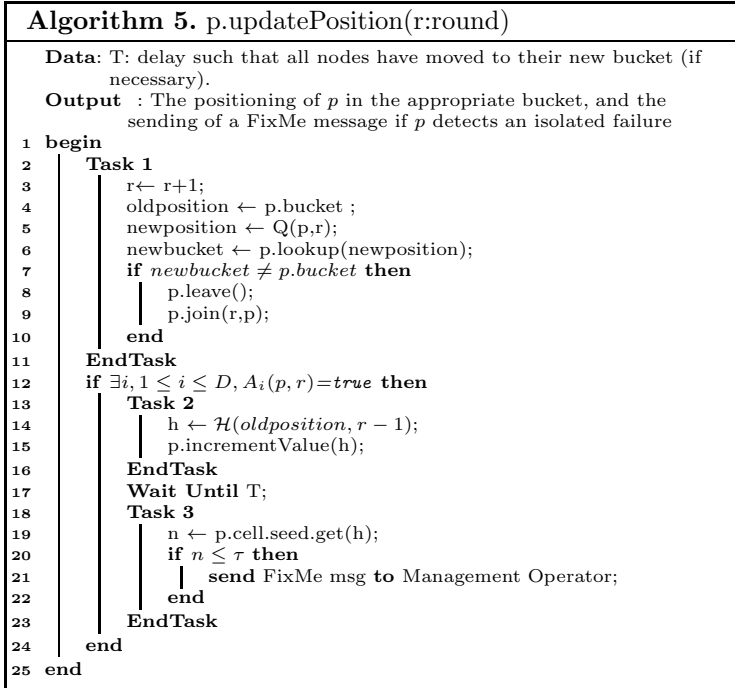 Algorithm 5. p.updatePosition(r:round)
Data: T: delay such that all nodes have moved to their new bucket (if
necessary).
Output : The positioning of p in the appropriate bucket, and the
sending of a FixMe message if p detects an isolated failure
1 begin
2 Task 1
3 r← r+1;
4 oldposition ← p.bucket ;
5 newposition ← Q(p,r);
6 newbucket ← p.lookup(newposition);
7 if newbucket ≠ p.bucket then
8 p.leave();
9 p.join(r,p);
10 end
11 EndTask
12 if ∃i, 1 ≤ i ≤ D, A_i(p, r)=true then
13 Task 2
14 h ← ℋ(oldposition, r − 1);
15 p.incrementValue(h);
16 EndTask
17 Wait Until T;
18 Task 3
19 n ← p.cell.seed.get(h);
20 if n ≤ τ then
21 send FixMe msg to Management Operator;
22 end
23 EndTask
24 end
25 end